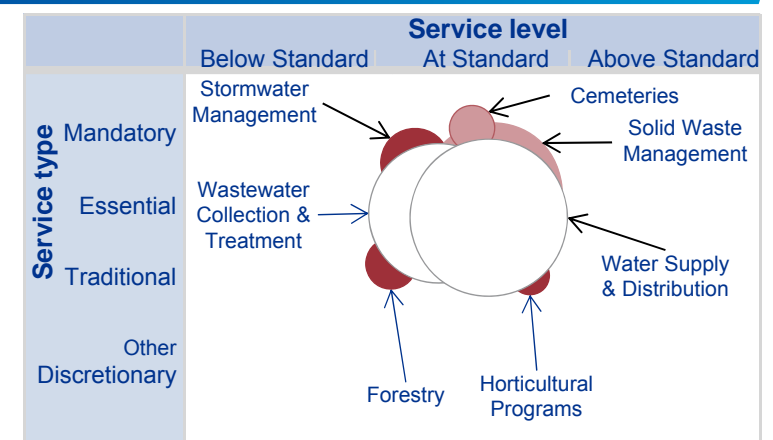 Service level
Below Standard
At Standard
Above Standard
Service type
Mandatory
Essential
Traditional
Other
Discretionary
Stormwater
Management
Cemeteries
Solid Waste
Management
Wastewater
Collection &
Treatment
Water Supply
& Distribution
Forestry
Horticultural
Programs